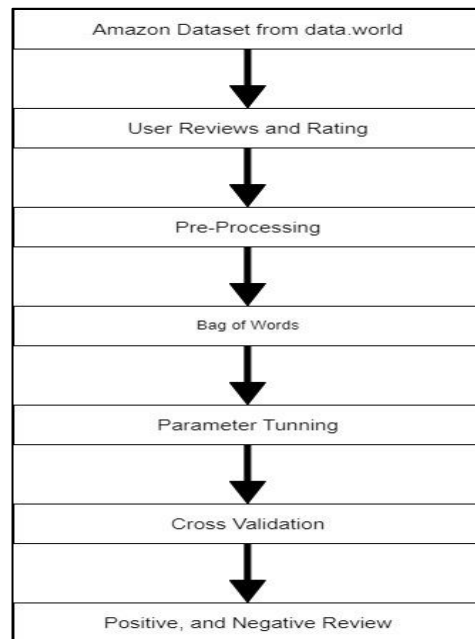 Amazon Dataset from data.world
User Reviews and Rating
Pre-Processing
Bag of Words
Parameter Tunning
Cross Validation
Positive, and Negative Review